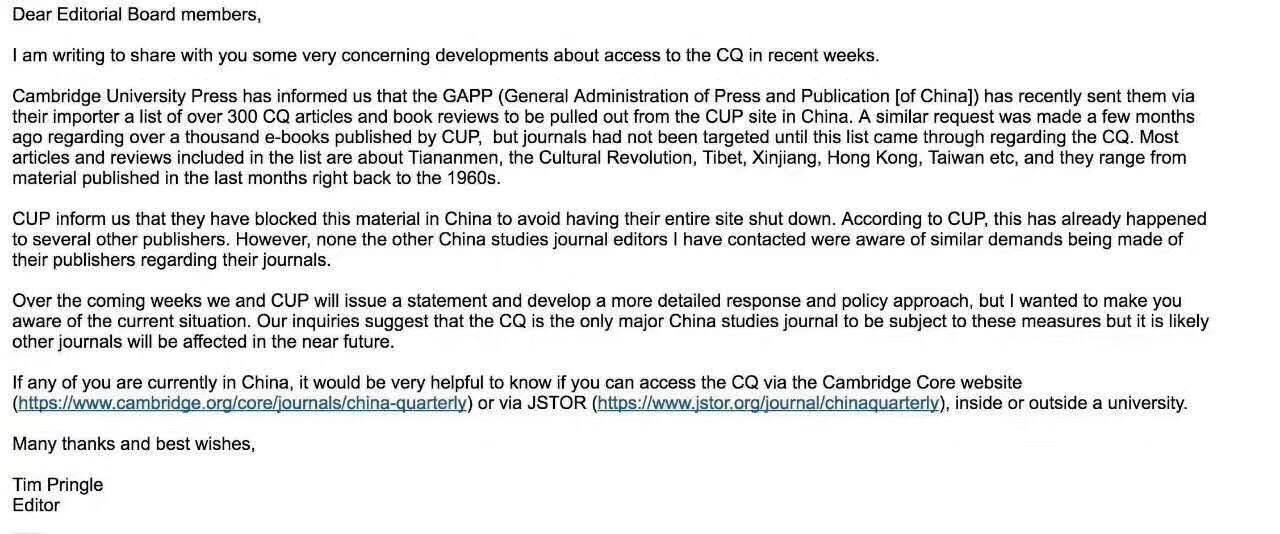 Dear Editorial Board members,
I am writing to share with you some very concerning developments about access to the CQ in recent weeks.
Cambridge University Press has informed us that the GAPP (General Administration of Press and Publication [of China]) has recently sent them via
their importer a list of over 300 CQ articles and book reviews to be pulled out from the CUP site in China. A similar request was made a few months
ago regarding over a thousand e-books published by CUP,  but journals had not been targeted until this list came through regarding the CQ. Most
articles and reviews included in the list are about Tiananmen, the Cultural Revolution, Tibet, Xinjiang, Hong Kong, Taiwan etc, and they range from
material published in the last months right back to the 1960s.
CUP inform us that they have blocked this material in China to avoid having their entire site shut down. According to CUP, this has already happened
to several other publishers. However, none the other China studies journal editors I have contacted were aware of similar demands being made of
their publishers regarding their journals.
Over the coming weeks we and CUP will issue a statement and develop a more detailed response and policy approach, but I wanted to make you
aware of the current situation. Our inquiries suggest that the CQ is the only major China studies journal to be subject to these measures but it is likely
other journals will be affected in the near future.
If any of you are currently in China, it would be very helpful to know if you can access the CQ via the Cambridge Core website
(https://www.cambridge.org/core/journals/china-quarterly) or via JSTOR (https://www.jstor.org/journal/chinaquarterly), inside or outside a university.
Many thanks and best wishes,
Tim Pringle
Editor